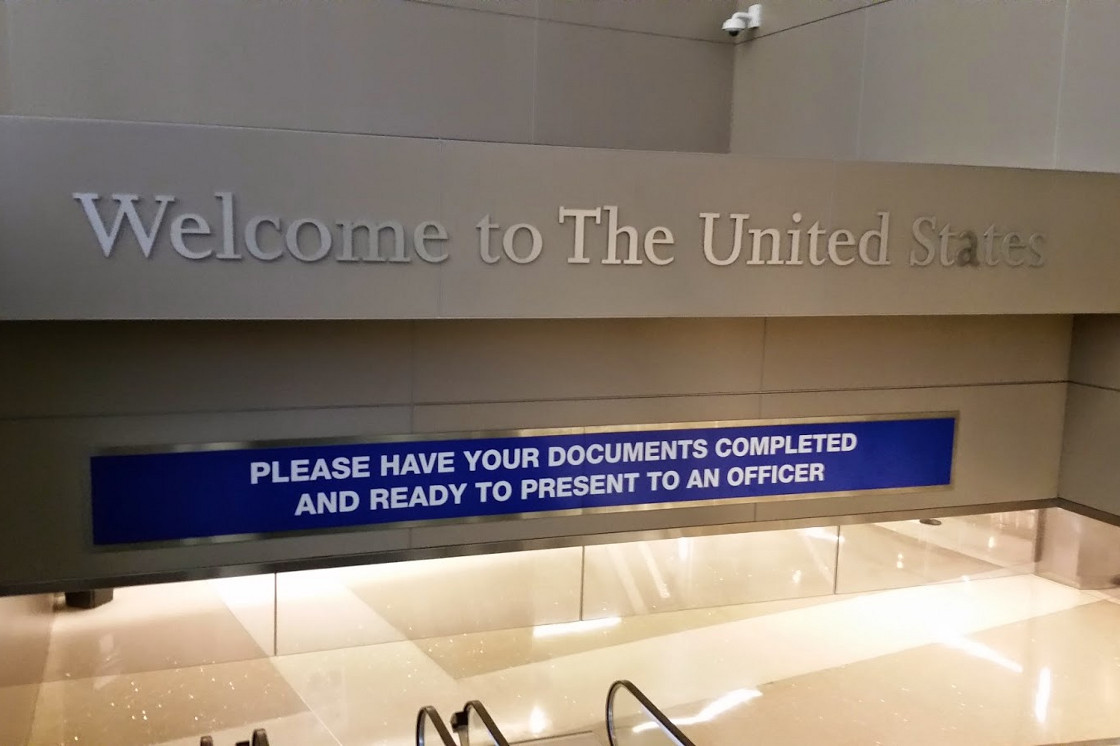 Welcome to The United States
PLEASE HAVE YOUR DOCUMENTS COMPLETED
AND READY TO PRESENT TO AN OFFICER